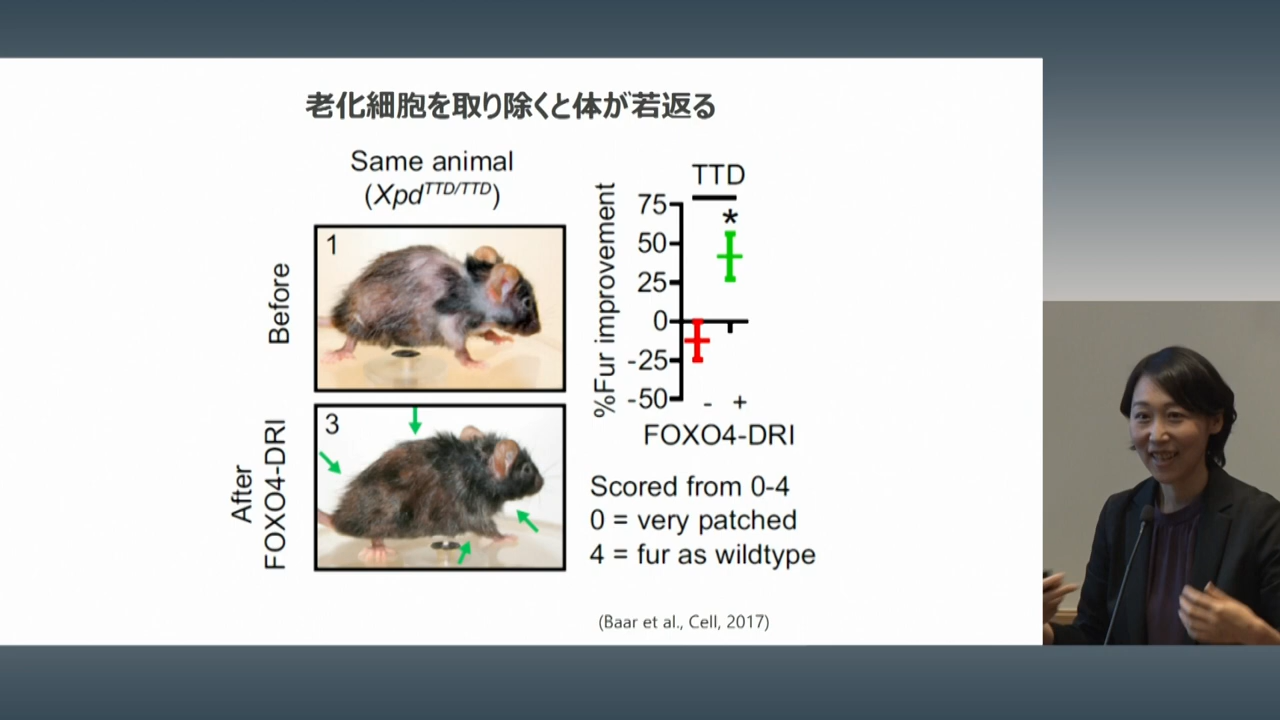 老化細胞を取り除くと体が若返る
Same animal
(Xpd^TTD/TTD)
Before
1
After
FOXO4-DRI
3
TTD
%Fur improvement
75
50
25
0
-25
-50
*
- +
FOXO4-DRI
Scored from 0-4
0 = very patched
4 = fur as wildtype
(Baar et al., Cell, 2017)